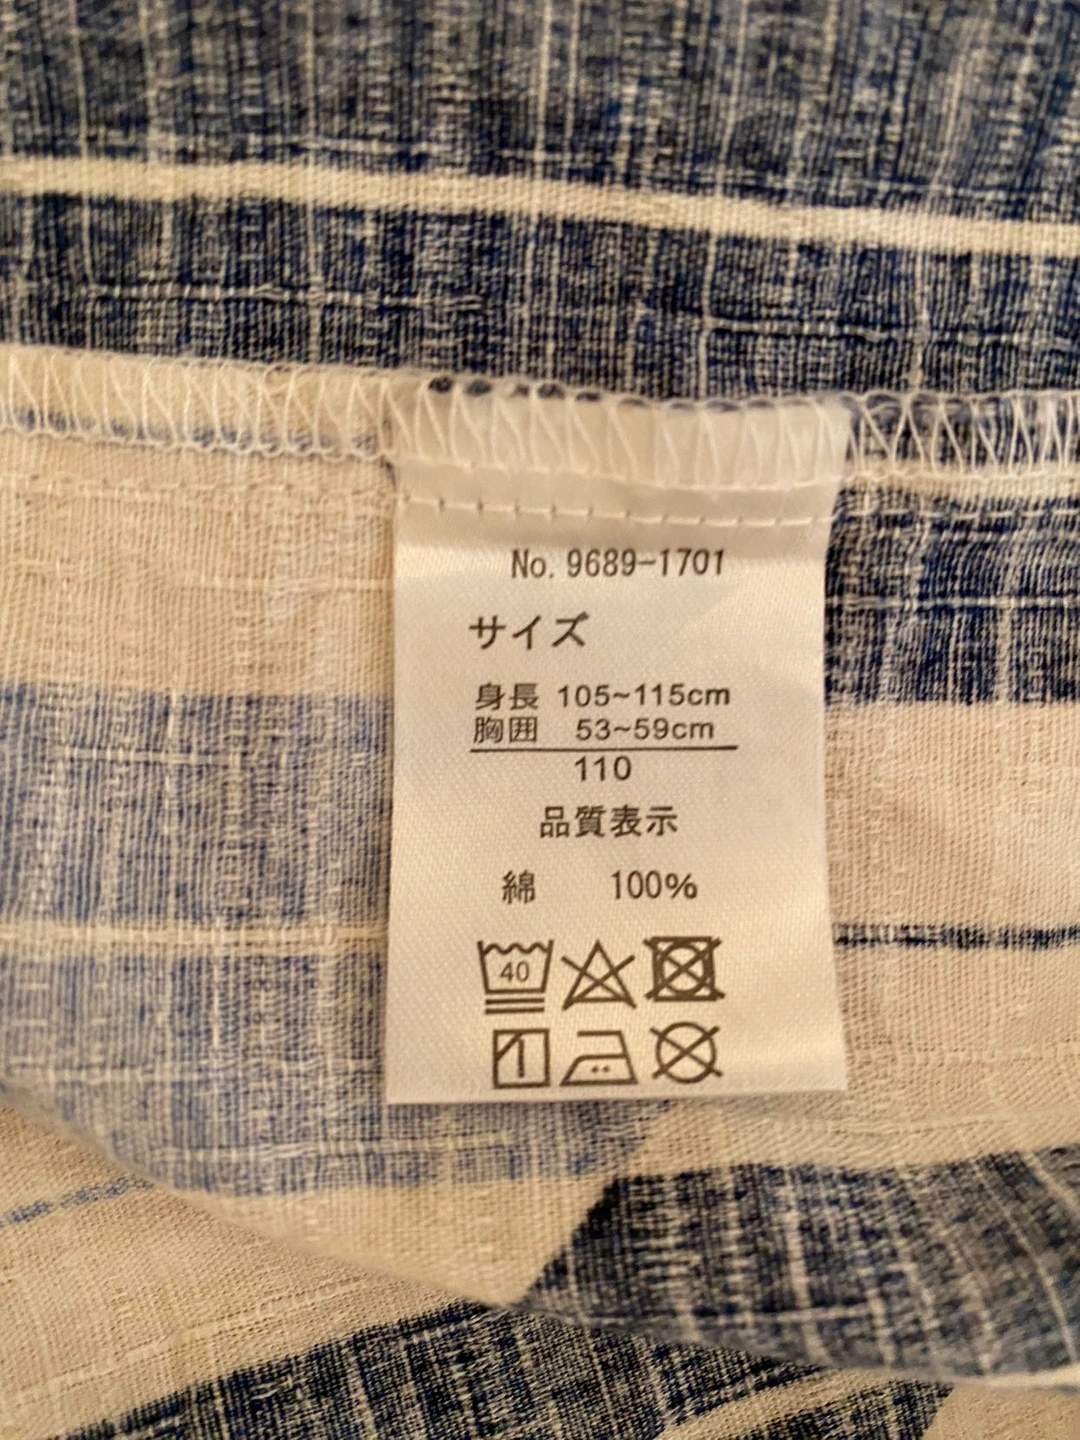 No. 9689-1701
サイズ
身長 105~115cm
胸囲 53~59cm
110
品質表示
綿 100%
40